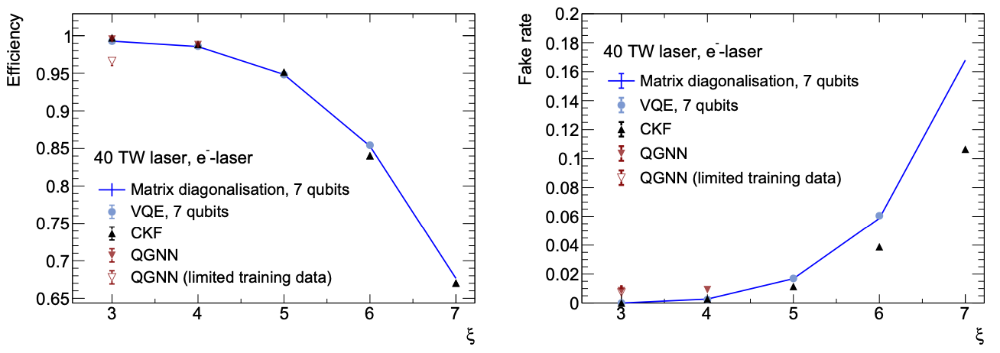 Efficiency
1
0.95
0.9
0.85
0.8
0.75
0.7
0.65
40 TW laser, e⁻-laser
Matrix diagonalisation, 7 qubits
VQE, 7 qubits
CKF
QGNN
QGNN (limited training data)
3 4 5 6 7
ξ
Fake rate
0.2
0.18
0.16
0.14
0.12
0.1
0.08
0.06
0.04
0.02
0
40 TW laser, e⁻-laser
Matrix diagonalisation, 7 qubits
VQE, 7 qubits
CKF
QGNN
QGNN (limited training data)
3 4 5 6 7
ξ